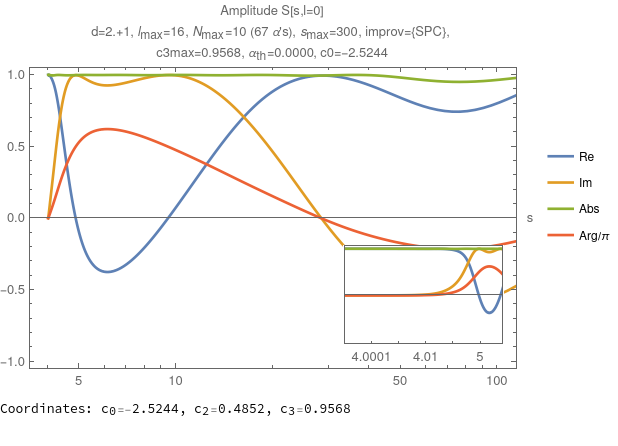 Amplitude S[s,l=0]
d=2.+1, lmax=16, Nmax=10 (67 α's), smax=300, improv={SPC},
c3max=0.9568, αth=0.0000, c0=-2.5244
1.0
0.5
0.0
-0.5
-1.0
5
10
50
100
s
4.0001
4.01
5
Re
Im
Abs
Arg/π
Coordinates: c0=-2.5244, c2=0.4852, c3=0.9568